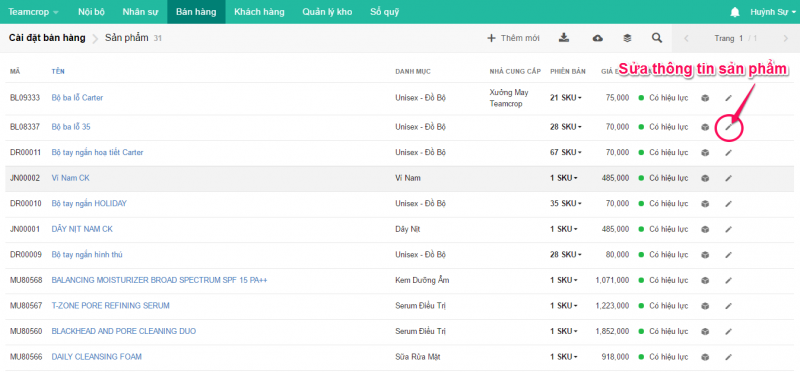 Teamcrop Nội bộ Nhân sự Bán hàng Khách hàng Quản lý kho Sổ quỹ Huỳnh Sự
Cài đặt bán hàng Sản phẩm 31 Thêm mới Trang 1 / 1
Sửa thông tin sản phẩm
MÃ TÊN DANH MỤC NHÀ CUNG CẤP PHIÊN BẢN
BL09333 Bộ ba lỗ Carter Unisex - Đồ Bộ Xưởng May Teamcrop 21 SKU 75,000 Có hiệu lực
BL08337 Bộ ba lỗ 35 Unisex - Đồ Bộ 28 SKU 70,000 Có hiệu lực
DR00011 Bộ tay ngắn hoạ tiết Carter Unisex - Đồ Bộ 67 SKU 70,000 Có hiệu lực
JN00002 Ví Nam CK Ví Nam 1 SKU 485,000 Có hiệu lực
DR00010 Bộ tay ngắn HOLIDAY Unisex - Đồ Bộ 35 SKU 70,000 Có hiệu lực
JN00001 DÂY NỊT NAM CK Dây Nịt 1 SKU 485,000 Có hiệu lực
DR00009 Bộ tay ngắn hình thú Unisex - Đồ Bộ 28 SKU 80,000 Có hiệu lực
MU80568 BALANCING MOISTURIZER BROAD SPECTRUM SPF 15 PA++ Kem Dưỡng Ẩm 1 SKU 1,071,000 Có hiệu lực
MU80567 T-ZONE PORE REFINING SERUM Serum Điều Trị 1 SKU 1,223,000 Có hiệu lực
MU80560 BLACKHEAD AND PORE CLEANING DUO Serum Điều Trị 1 SKU 1,852,000 Có hiệu lực
MU80566 DAILY CLEANSING FOAM Sữa Rửa Mặt 1 SKU 918,000 Có hiệu lực